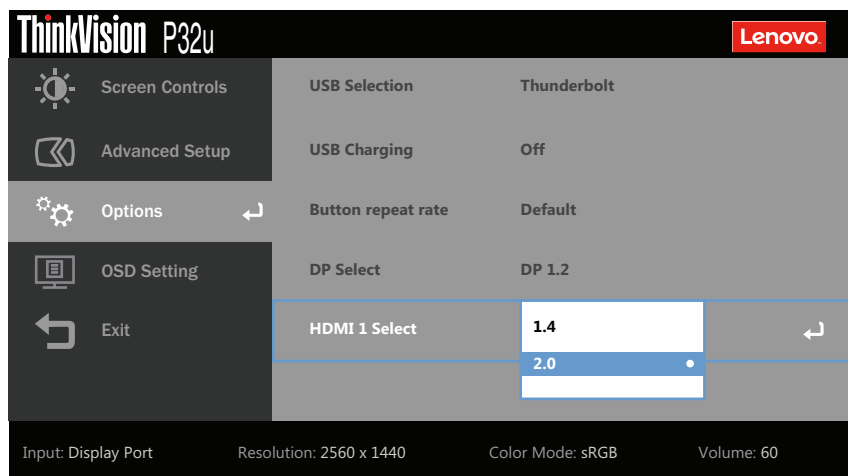 ThinkVision P32u Lenovo.
Screen Controls USB Selection Thunderbolt
Advanced Setup USB Charging Off
Options Button repeat rate Default
OSD Setting DP Select DP 1.2
Exit HDMI 1 Select 1.4
2.0
Input: Display Port Resolution: 2560 x 1440 Color Mode: sRGB Volume: 60